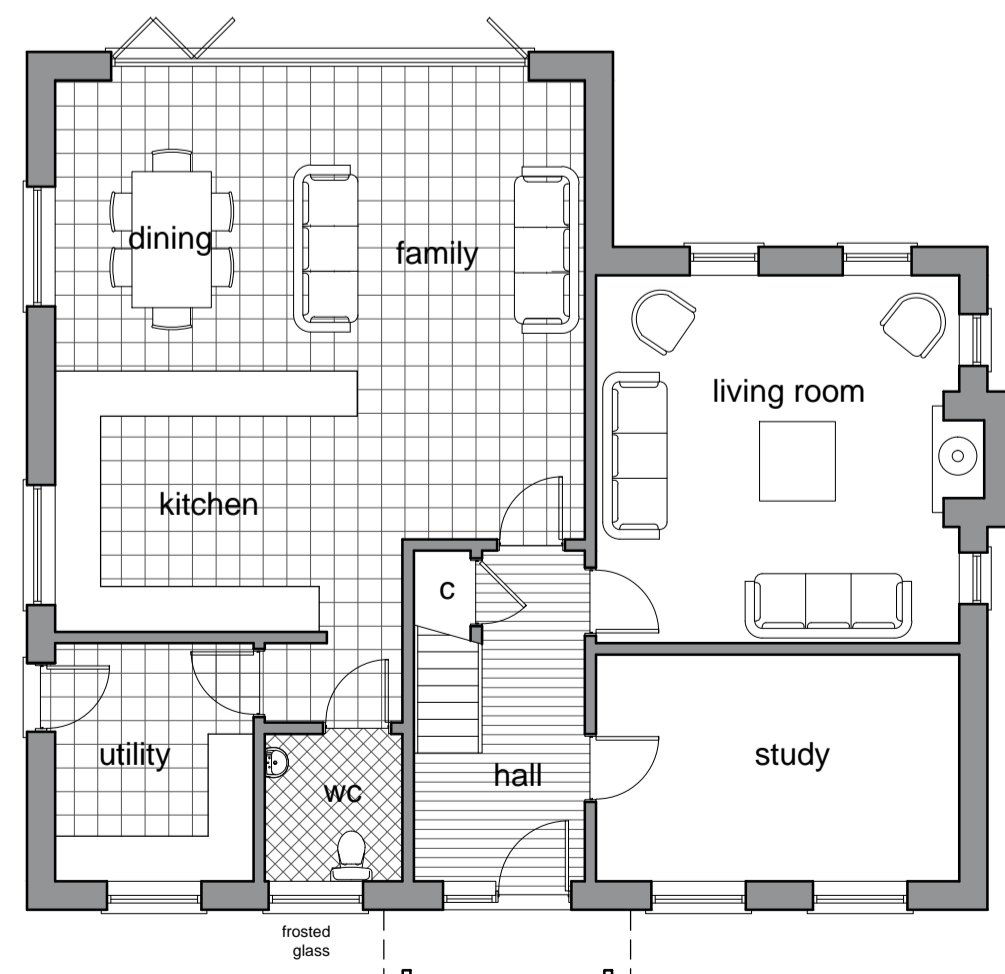 dining
family
living room
kitchen
c
utility
wc
hall
study
frosted
glass